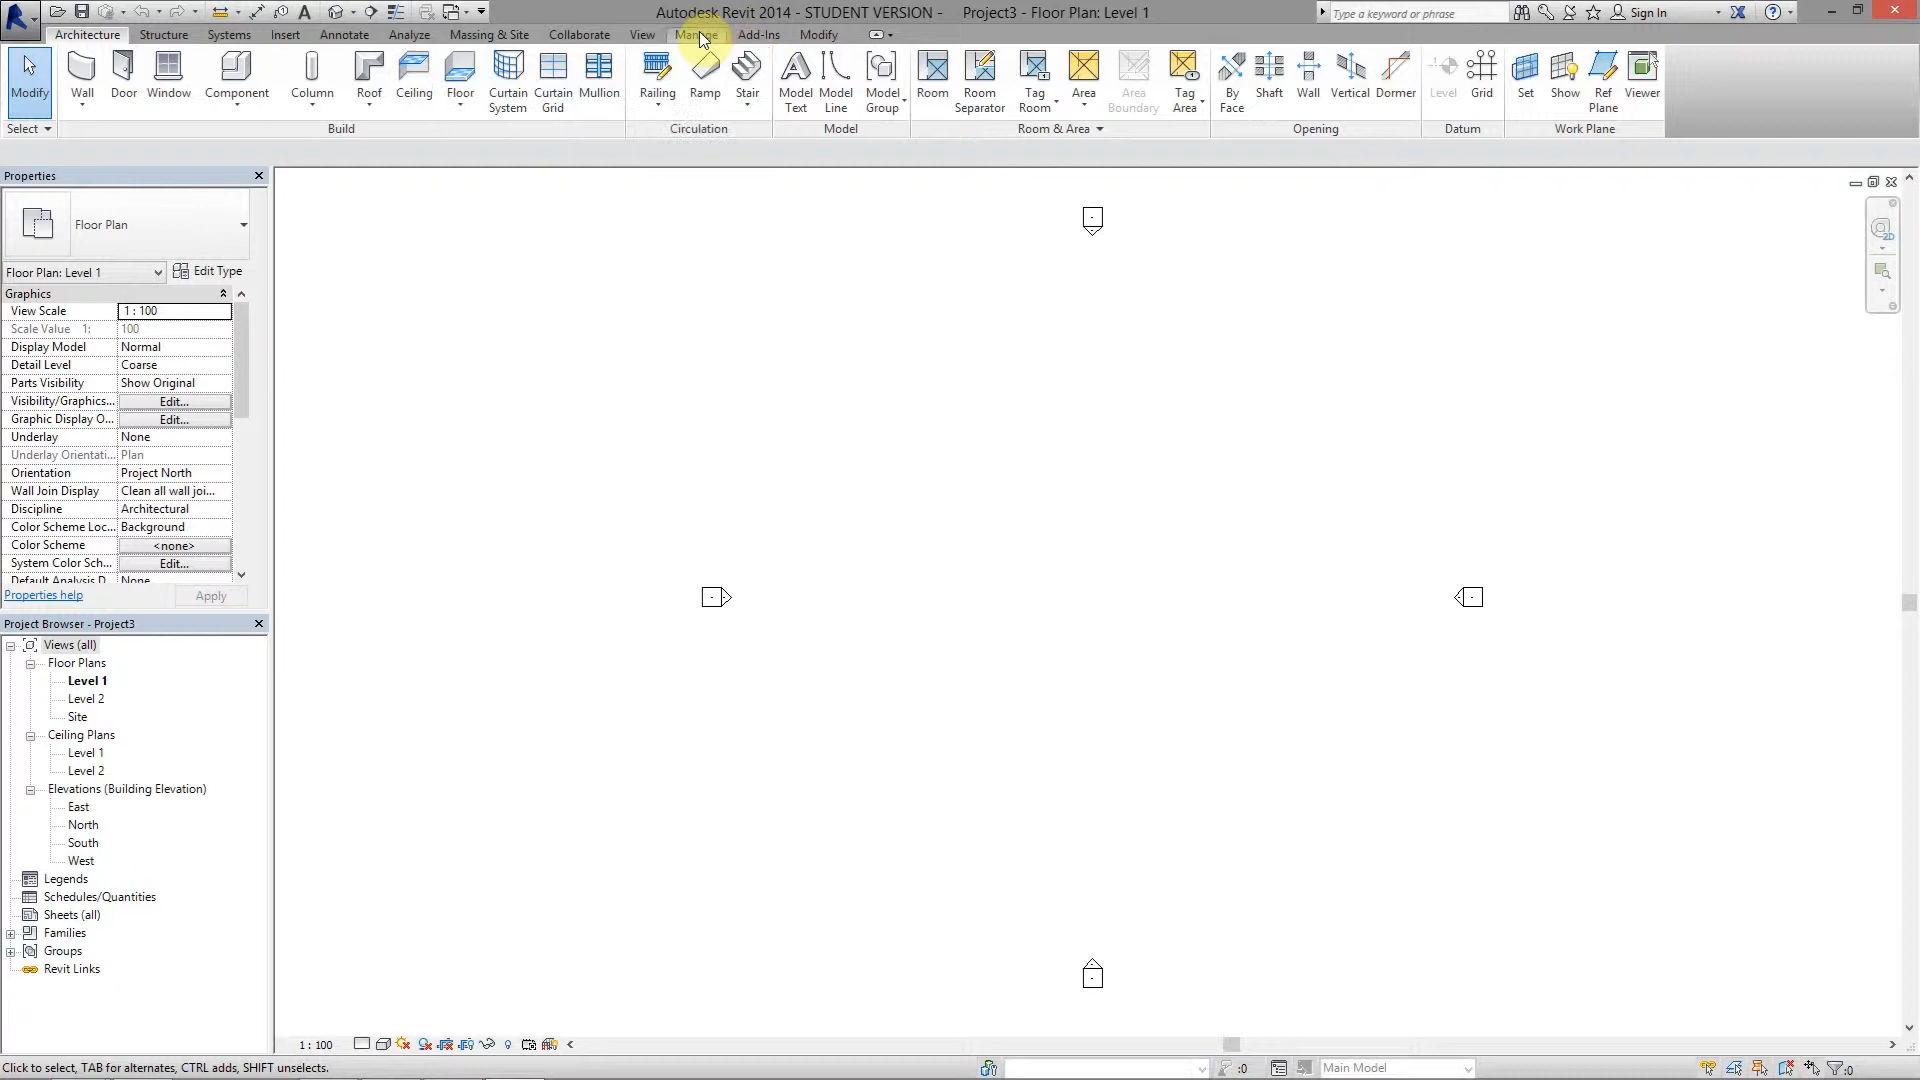 Autodesk Revit 2014 - STUDENT VERSION - Project3 - Floor Plan: Level 1
Type a keyword or phrase
Sign In
Architecture Structure Systems Insert Annotate Analyze Massing & Site Collaborate View Manage Add-Ins Modify
Modify Wall Door Window Component Column Roof Ceiling Floor Curtain System Curtain Grid Mullion Railing Ramp Stair Model Text Model Line Model Group Room Room Separator Tag Room Area Area Boundary Tag Area By Face Shaft Wall Vertical Dormer Level Grid Set Show Ref Plane Viewer
Select Build Circulation Model Room & Area Opening Datum Work Plane
Properties
Floor Plan
Floor Plan: Level 1 Edit Type
Graphics
View Scale 1 : 100
Scale Value 1: 100
Display Model Normal
Detail Level Coarse
Parts Visibility Show Original
Visibility/Graphics... Edit...
Graphic Display O... Edit...
Underlay None
Underlay Orientati... Plan
Orientation Project North
Wall Join Display Clean all wall joi...
Discipline Architectural
Color Scheme Loc... Background
Color Scheme <none>
System Color Sch... Edit...
Default Analysis D... None
Properties help Apply
Project Browser - Project3
Views (all)
Floor Plans
Level 1
Level 2
Site
Ceiling Plans
Level 1
Level 2
Elevations (Building Elevation)
East
North
South
West
Legends
Schedules/Quantities
Sheets (all)
Families
Groups
Revit Links
2D
1 : 100
Click to select, TAB for alternates, CTRL adds, SHIFT unselects.
:0
Main Model
:0